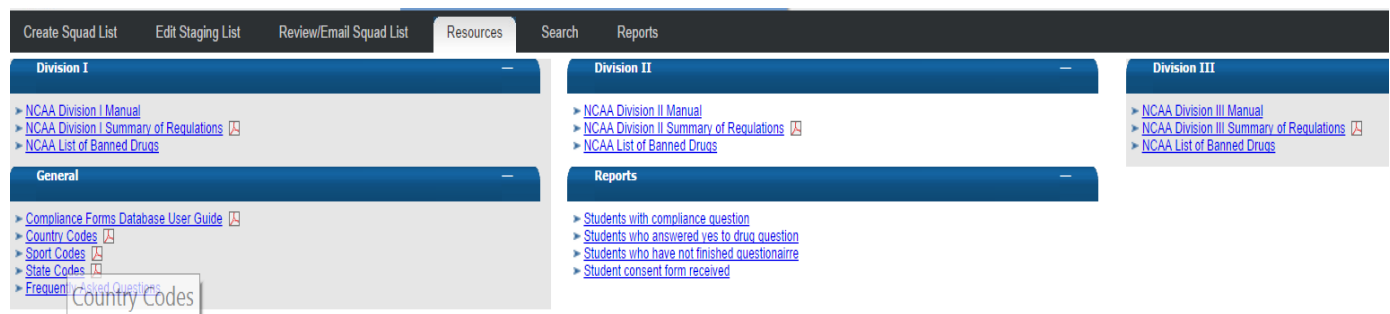 Create Squad List Edit Staging List Review/Email Squad List Resources Search Reports
Division I
NCAA Division I Manual
NCAA Division I Summary of Regulations
NCAA List of Banned Drugs
Division II
NCAA Division II Manual
NCAA Division II Summary of Regulations
NCAA List of Banned Drugs
Division III
NCAA Division III Manual
NCAA Division III Summary of Regulations
NCAA List of Banned Drugs
General
Compliance Forms Database User Guide
Country Codes
Sport Codes
State Codes
Frequently Asked Questions
Country Codes
Reports
Students with compliance question
Students who answered yes to drug question
Students who have not finished questionairre
Student consent form received